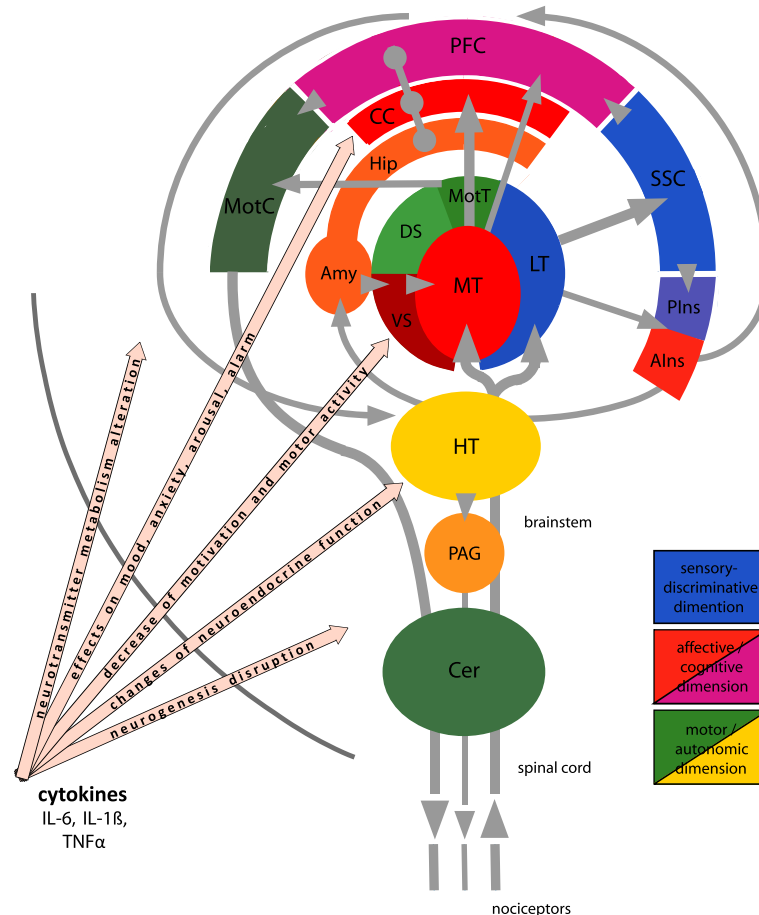 PFC
CC
Hip
SSC
MotC
MotT
DS
LT
Amy
MT
PIns
VS
AIns
HT
brainstem
PAG
Cer
spinal cord
nociceptors
neurotransmitter metabolism alteration
effects on mood, anxiety, arousal, alarm
decrease of motivation and motor activity
changes of neuroendocrine function
neurogenesis disruption
cytokines
IL-6, IL-1ß,
TNFα
sensory-
discriminative
dimention
affective /
cognitive
dimension
motor /
autonomic
dimension